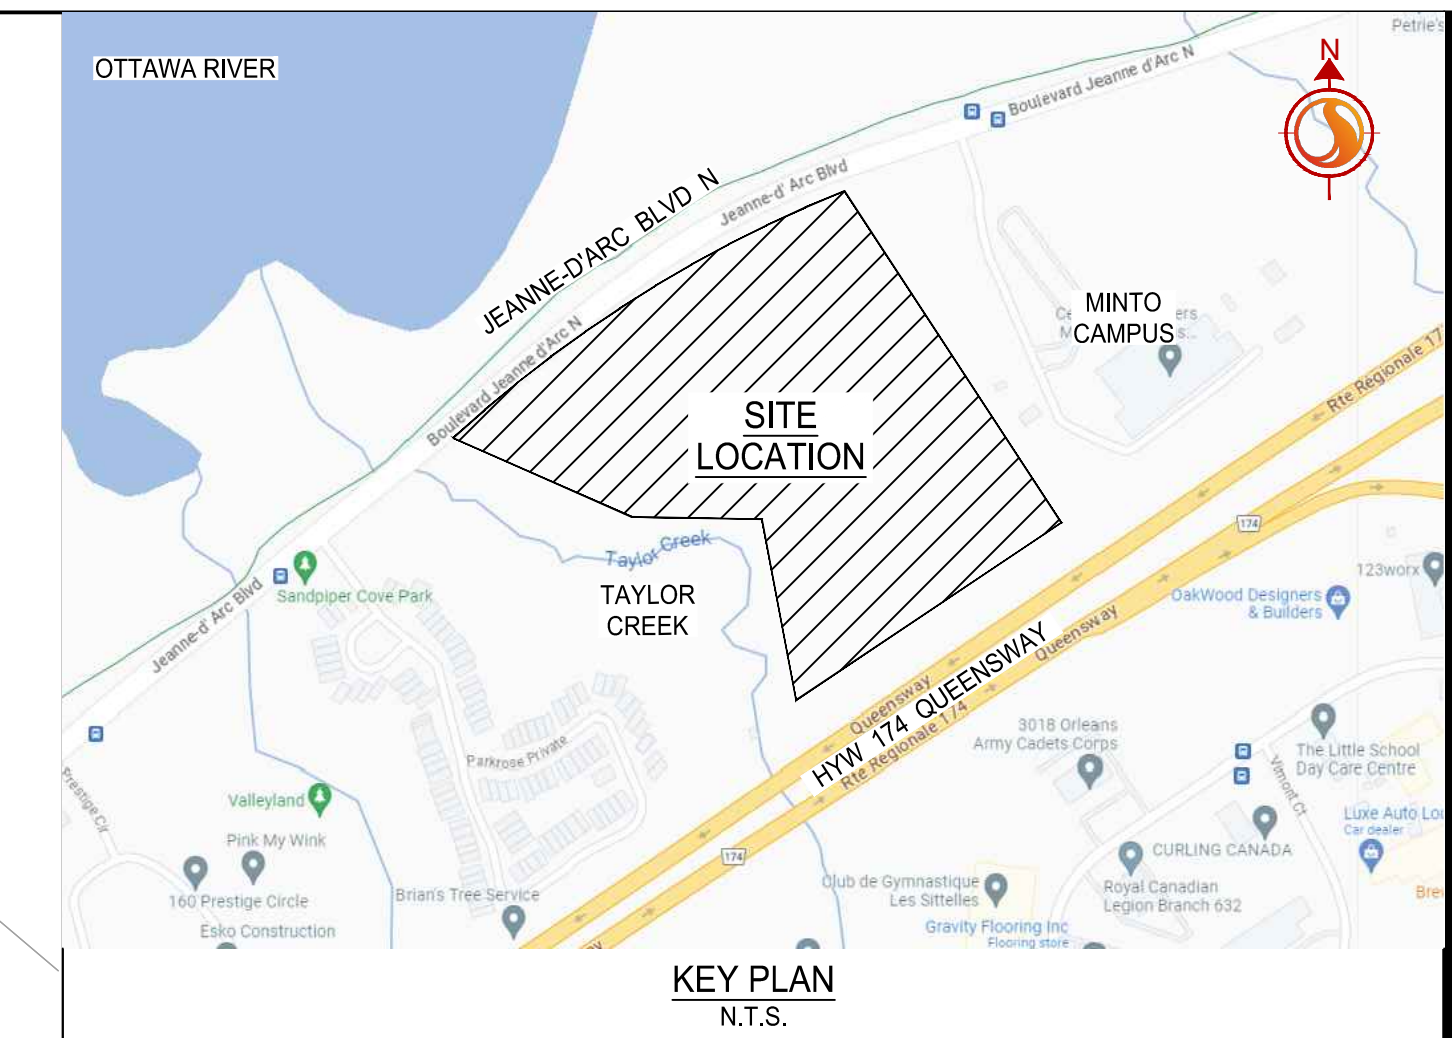 Petrie's
OTTAWA RIVER
N
Boulevard Jeanne d'Arc N
Jeanne-d' Arc Blvd
JEANNE-D'ARC BLVD N
MINTO
CAMPUS
Boulevard Jeanne d'Arc N
Rte Régionale 17
SITE
LOCATION
174
Taylor Creek
123worx
Sandpiper Cove Park
TAYLOR
CREEK
OakWood Designers
& Builders
Jeanne-d' Arc Blvd
Queensway
HYW 174 QUEENSWAY
Queensway
Rte Regionale 174
3018 Orleans
Army Cadets Corps
The Little School
Day Care Centre
Parkrose Private
Vimont Ct
Prestige Cir
Valleyland
Luxe Auto Lou
Car dealer
Pink My Wink
CURLING CANADA
174
160 Prestige Circle
Brian's Tree Service
Club de Gymnastique
Les Sittelles
Royal Canadian
Legion Branch 632
Esko Construction
Gravity Flooring Inc
Flooring store
KEY PLAN
N.T.S.